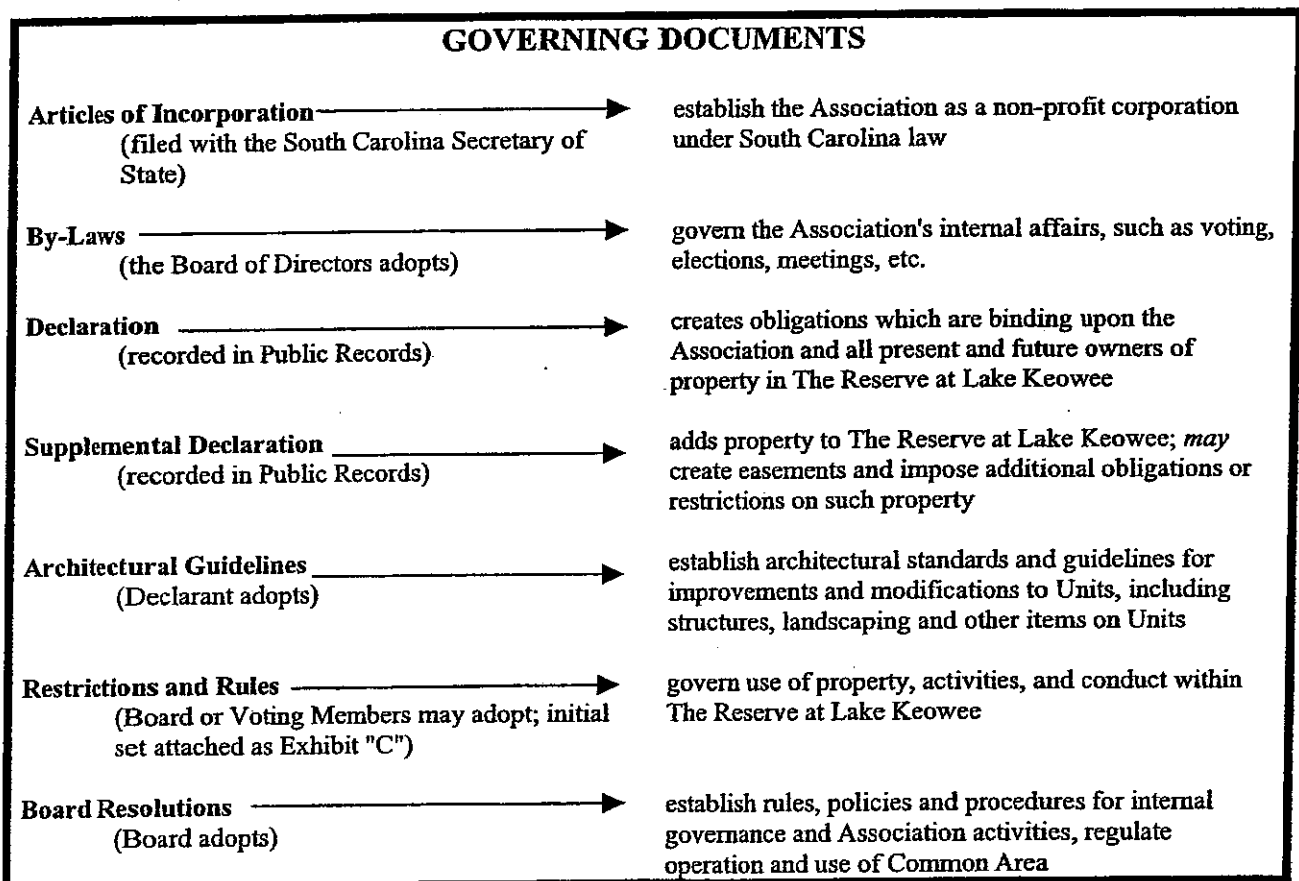 GOVERNING DOCUMENTS
Articles of Incorporation
(filed with the South Carolina Secretary of
State)
establish the Association as a non-profit corporation
under South Carolina law
By-Laws
(the Board of Directors adopts)
govern the Association's internal affairs, such as voting,
elections, meetings, etc.
Declaration
(recorded in Public Records)
creates obligations which are binding upon the
Association and all present and future owners of
property in The Reserve at Lake Keowee
Supplemental Declaration
(recorded in Public Records)
adds property to The Reserve at Lake Keowee; may
create easements and impose additional obligations or
restrictions on such property
Architectural Guidelines
(Declarant adopts)
establish architectural standards and guidelines for
improvements and modifications to Units, including
structures, landscaping and other items on Units
Restrictions and Rules
(Board or Voting Members may adopt; initial
set attached as Exhibit "C")
govern use of property, activities, and conduct within
The Reserve at Lake Keowee
Board Resolutions
(Board adopts)
establish rules, policies and procedures for internal
governance and Association activities, regulate
operation and use of Common Area